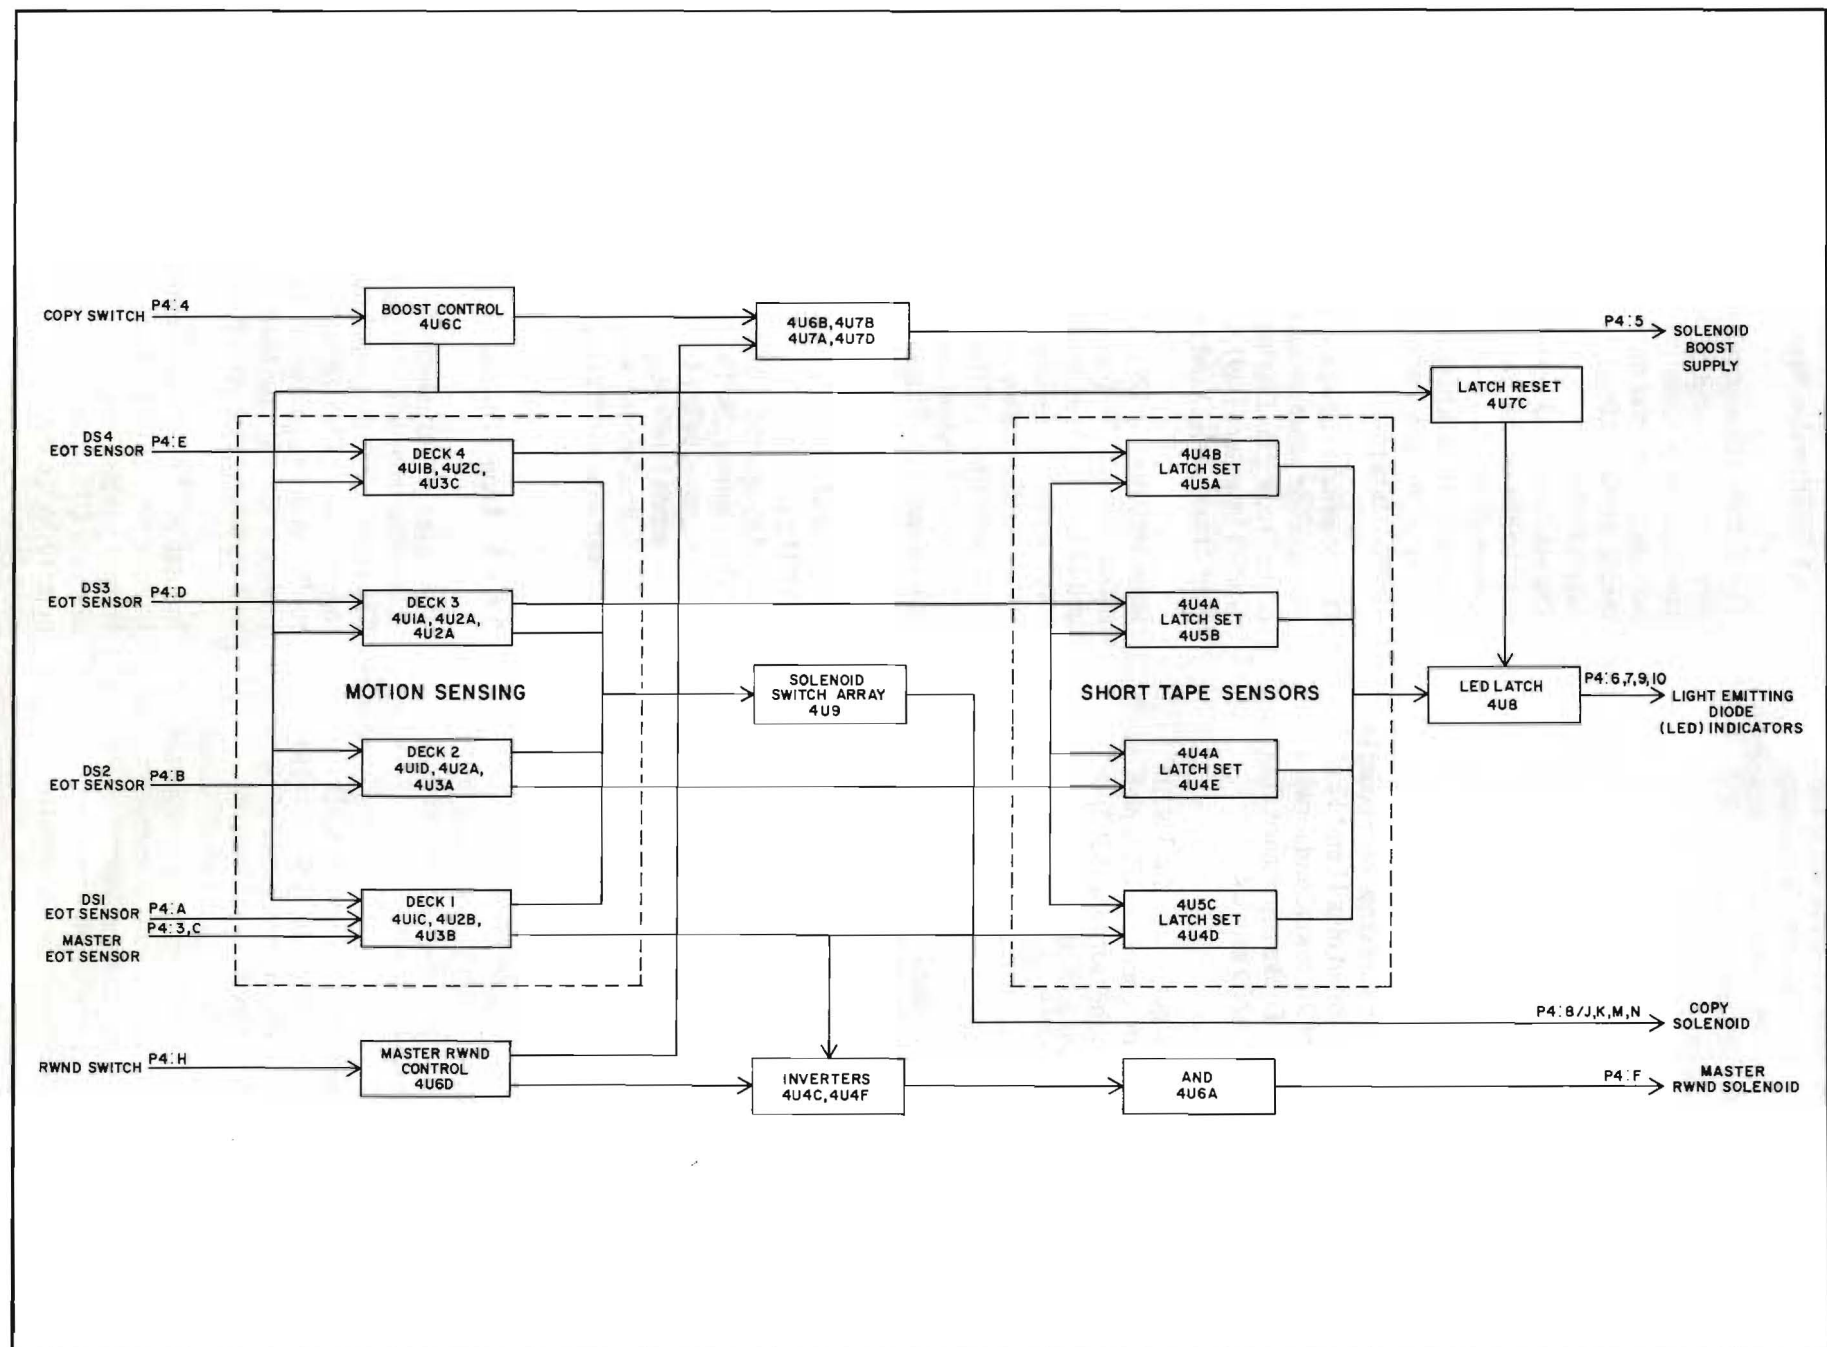 COPY SWITCH
P4:4
BOOST CONTROL
4U6C
4U6B,4U7B
4U7A,4U7D
P4:5
SOLENOID
BOOST
SUPPLY
LATCH RESET
4U7C
DS4
EOT SENSOR
P4:E
DECK 4
4U1B,4U2C,
4U3C
4U4B
LATCH SET
4U5A
DS3
EOT SENSOR
P4:D
DECK 3
4U1A,4U2A,
4U2A
4U4A
LATCH SET
4U5B
MOTION SENSING
SOLENOID
SWITCH ARRAY
4U9
SHORT TAPE SENSORS
LED LATCH
4U8
P4:6,7,9,10
LIGHT EMITTING
DIODE
(LED) INDICATORS
DS2
EOT SENSOR
P4:B
DECK 2
4U1D,4U2A,
4U3A
4U4A
LATCH SET
4U4E
DS1
EOT SENSOR
P4:A
P4:3,C
MASTER
EOT SENSOR
DECK 1
4U1C,4U2B,
4U3B
4U5C
LATCH SET
4U4D
P4:8/J,K,M,N
COPY
SOLENOID
RWND SWITCH
P4:H
MASTER RWND
CONTROL
4U6D
INVERTERS
4U4C,4U4F
AND
4U6A
P4:F
MASTER
RWND SOLENOID